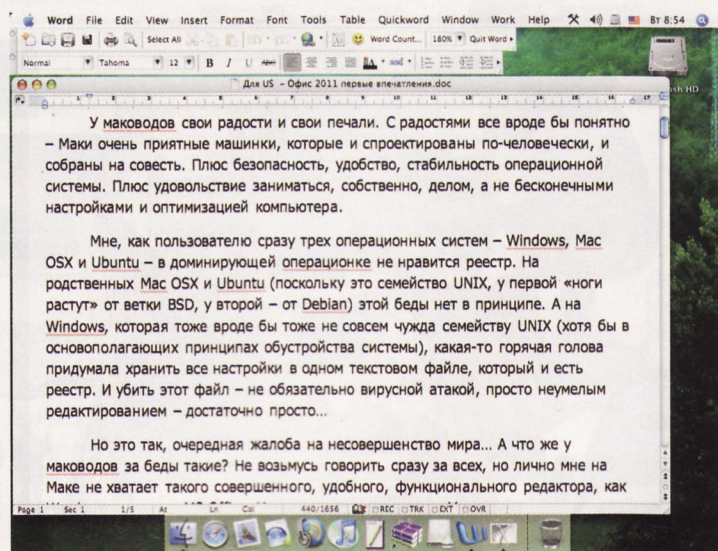 Word File Edit View Insert Format Font Tools Table Quickword Window Work Help Вт 8:54
Select All Word Count... 180% Quit Word
Normal Tahoma 12 B I U ABC
Для US - Офис 2011 первые впечатления.doc
У маководов свои радости и свои печали. С радостями все вроде бы понятно
– Маки очень приятные машинки, которые и спроектированы по-человечески, и
собраны на совесть. Плюс безопасность, удобство, стабильность операционной
системы. Плюс удовольствие заниматься, собственно, делом, а не бесконечными
настройками и оптимизацией компьютера.
Мне, как пользователю сразу трех операционных систем – Windows, Mac
OSX и Ubuntu – в доминирующей операционке не нравится реестр. На
родственных Mac OSX и Ubuntu (поскольку это семейство UNIX, у первой «ноги
растут» от ветки BSD, у второй – от Debian) этой беды нет в принципе. А на
Windows, которая тоже вроде бы тоже не совсем чужда семейству UNIX (хотя бы в
основополагающих принципах обустройства системы), какая-то горячая голова
придумала хранить все настройки в одном текстовом файле, который и есть
реестр. И убить этот файл – не обязательно вирусной атакой, просто неумелым
редактированием – достаточно просто...
Но это так, очередная жалоба на несовершенство мира... А что же у
маководов за беды такие? Не возьмусь говорить сразу за всех, но лично мне на
Маке не хватает такого совершенного, удобного, функционального редактора, как
Page 1 Sec 1 1/5 At Ln Col 440/1656 REC TRK EXT OVR
HD